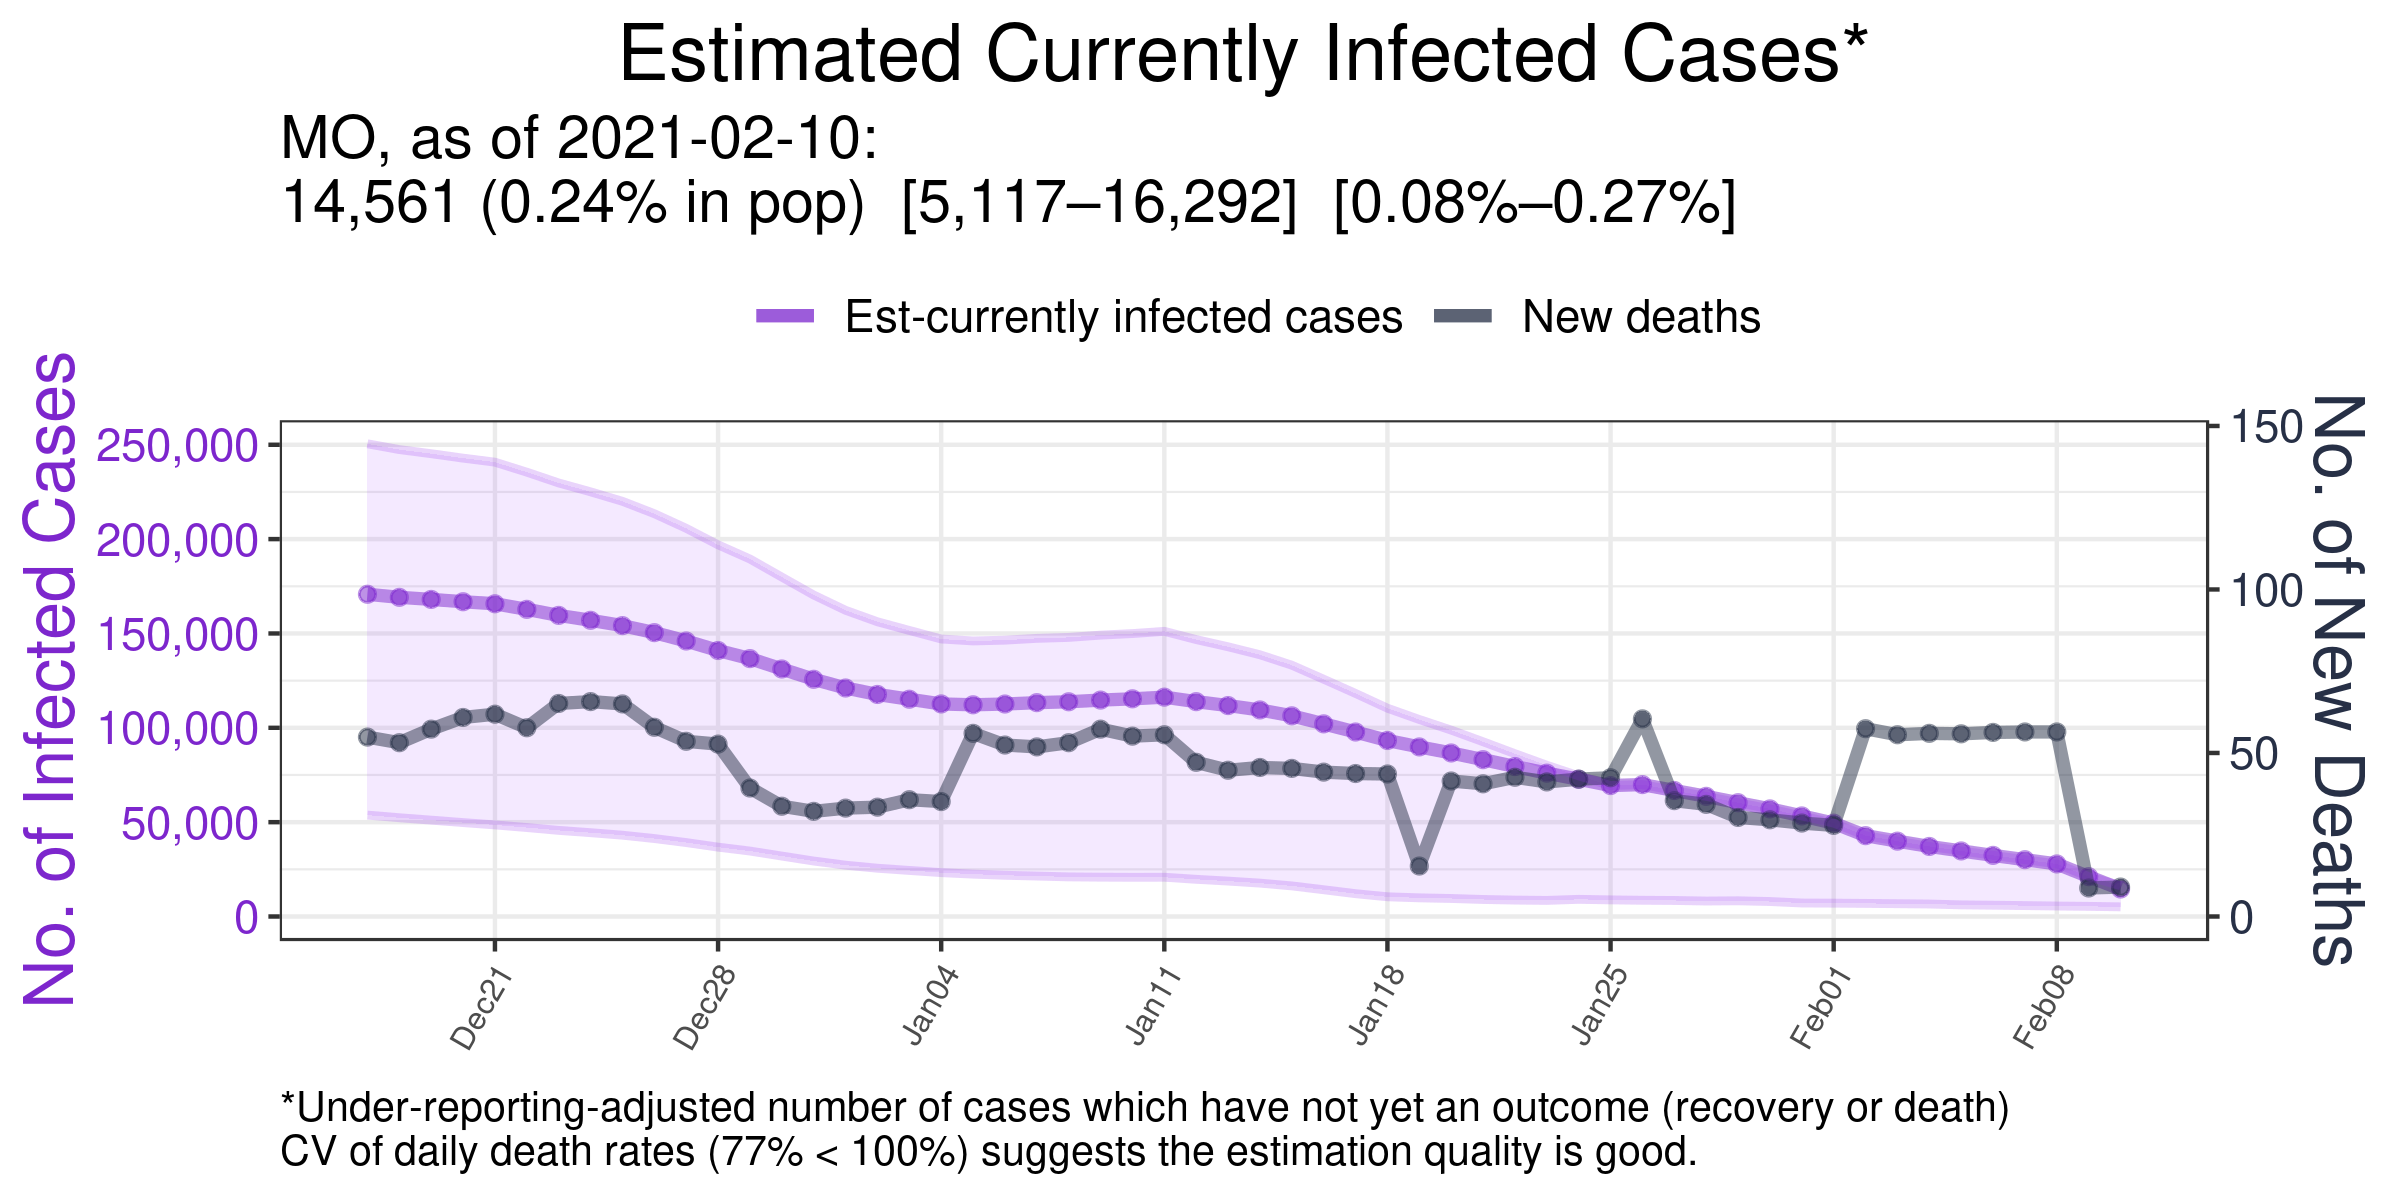 Estimated Currently Infected Cases*
MO, as of 2021-02-10:
14,561 (0.24% in pop)  [5,117–16,292]  [0.08%–0.27%]
Est-currently infected cases
New deaths
No. of Infected Cases
250,000
200,000
150,000
100,000
50,000
0
150
100
50
0
No. of New Deaths
Dec21
Dec28
Jan04
Jan11
Jan18
Jan25
Feb01
Feb08
*Under-reporting-adjusted number of cases which have not yet an outcome (recovery or death)
CV of daily death rates (77% < 100%) suggests the estimation quality is good.